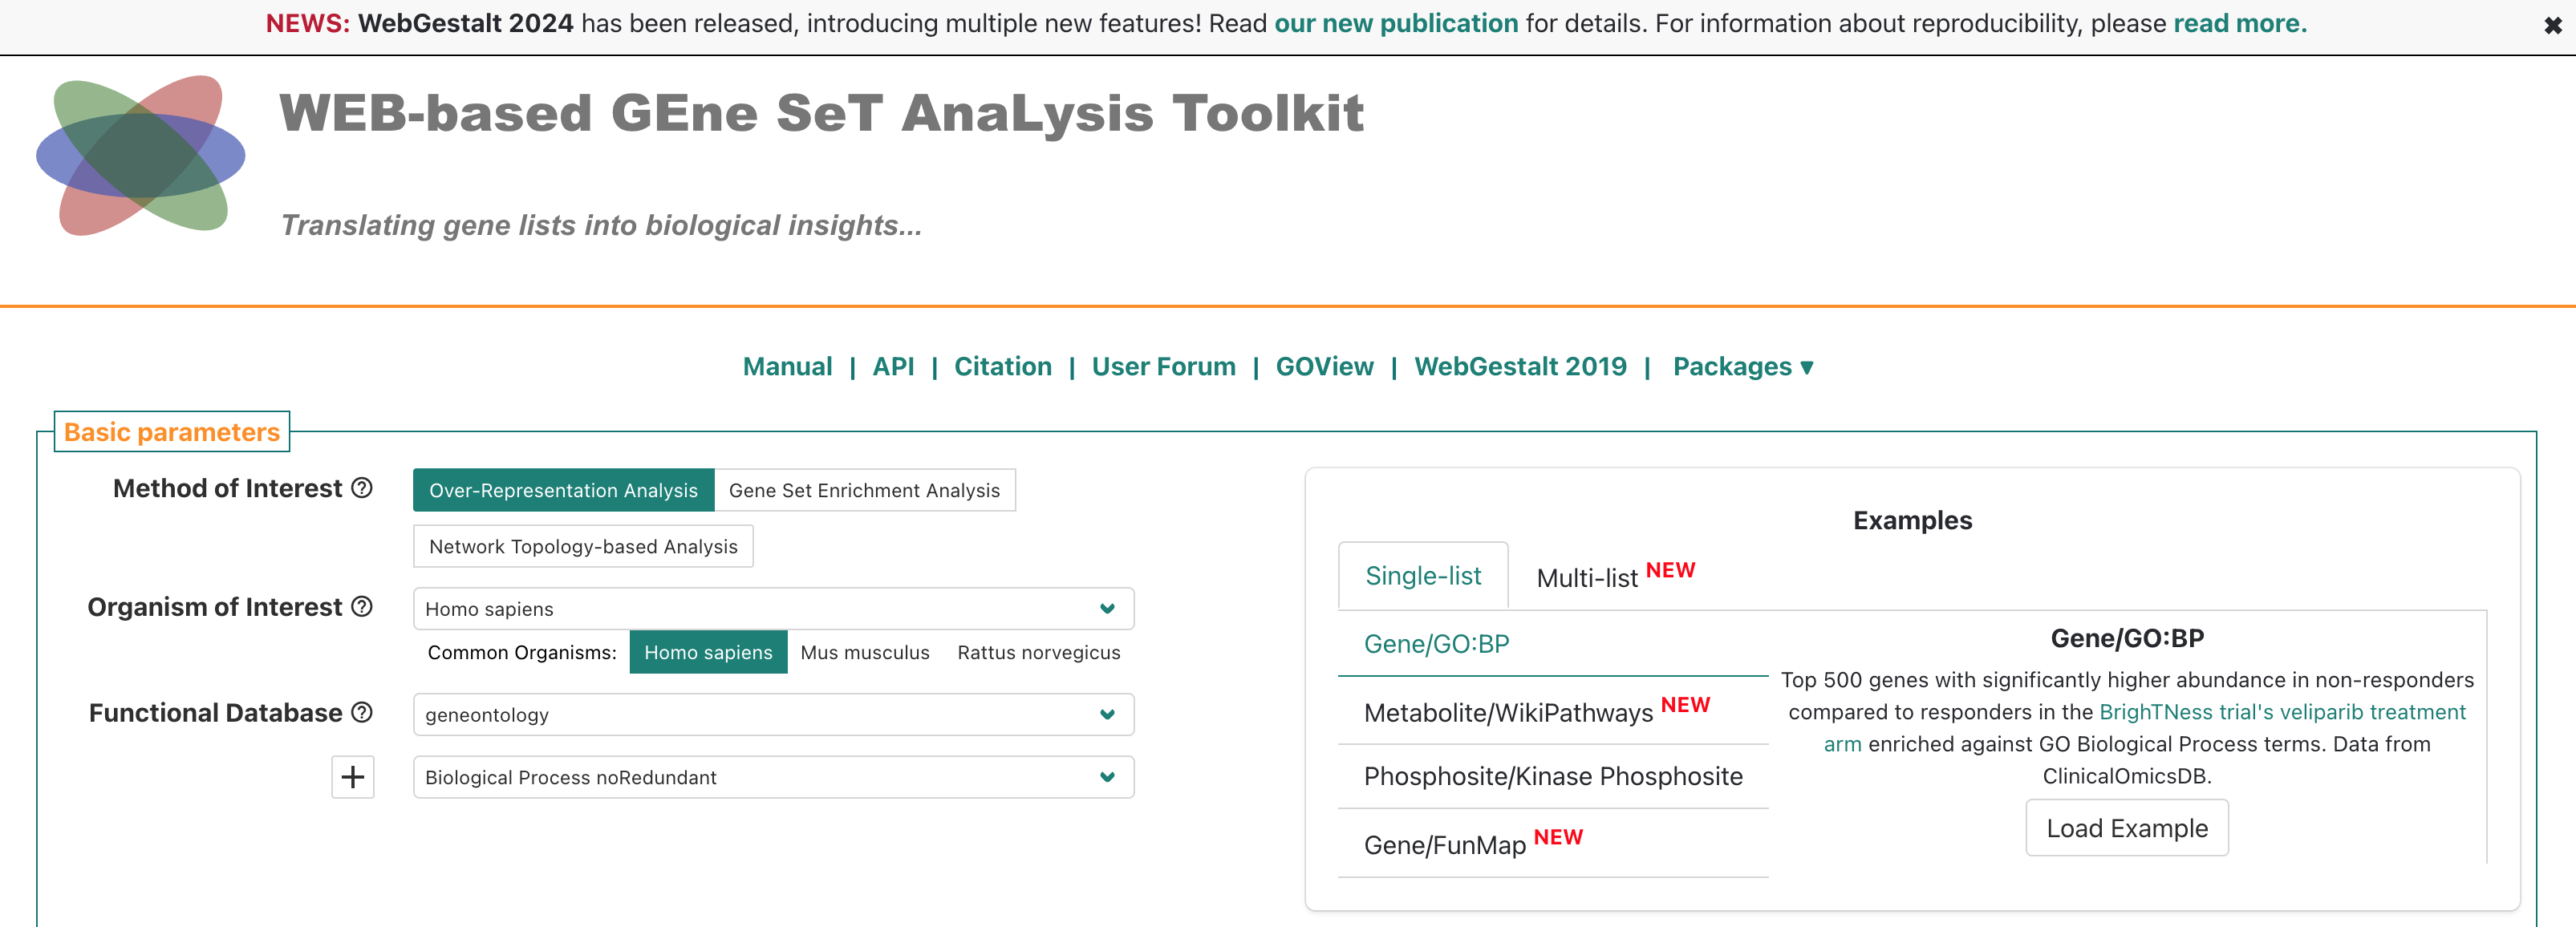 NEWS: WebGestalt 2024 has been released, introducing multiple new features! Read our new publication for details. For information about reproducibility, please read more. ✖
WEB-based GEne SeT AnaLysis Toolkit
Translating gene lists into biological insights...
Manual | API | Citation | User Forum | GOView | WebGestalt 2019 | Packages ▾
Basic parameters
Method of Interest ?
Over-Representation Analysis
Gene Set Enrichment Analysis
Network Topology-based Analysis
Organism of Interest ?
Homo sapiens
Common Organisms: Homo sapiens Mus musculus Rattus norvegicus
Functional Database ?
geneontology
+
Biological Process noRedundant
Examples
Single-list
Multi-list NEW
Gene/GO:BP
Metabolite/WikiPathways NEW
Phosphosite/Kinase Phosphosite
Gene/FunMap NEW
Gene/GO:BP
Top 500 genes with significantly higher abundance in non-responders
compared to responders in the BrighTNess trial's veliparib treatment
arm enriched against GO Biological Process terms. Data from
ClinicalOmicsDB.
Load Example